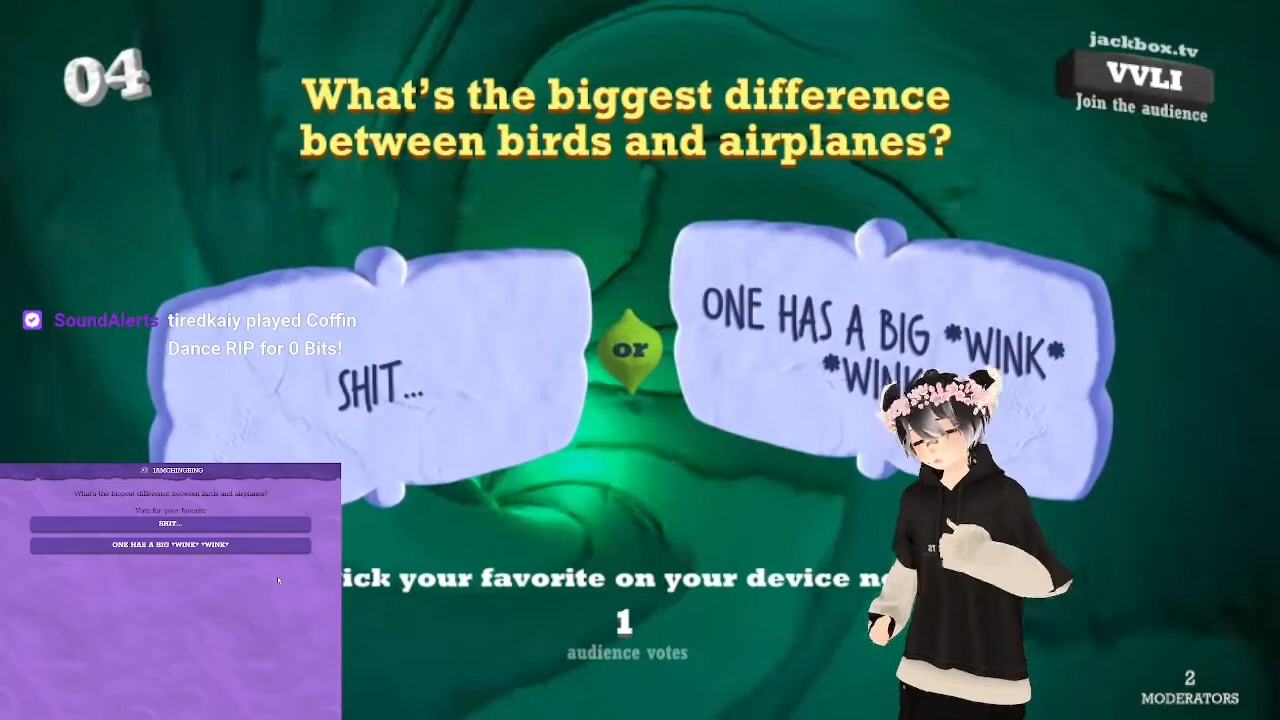 04
jackbox.tv
VVLI
Join the audience
What's the biggest difference
between birds and airplanes?
SHIT...
or
ONE HAS A BIG *WINK*
*WINK
SoundAlerts tiredkaiy played Coffin
Dance RIP for 0 Bits!
IAMCHINGBING
What's the biggest difference between birds and airplanes?
Vote for your favorite
SHIT...
ONE HAS A BIG *WINK* *WINK*
ick your favorite on your device
1
audience votes
2
MODERATORS